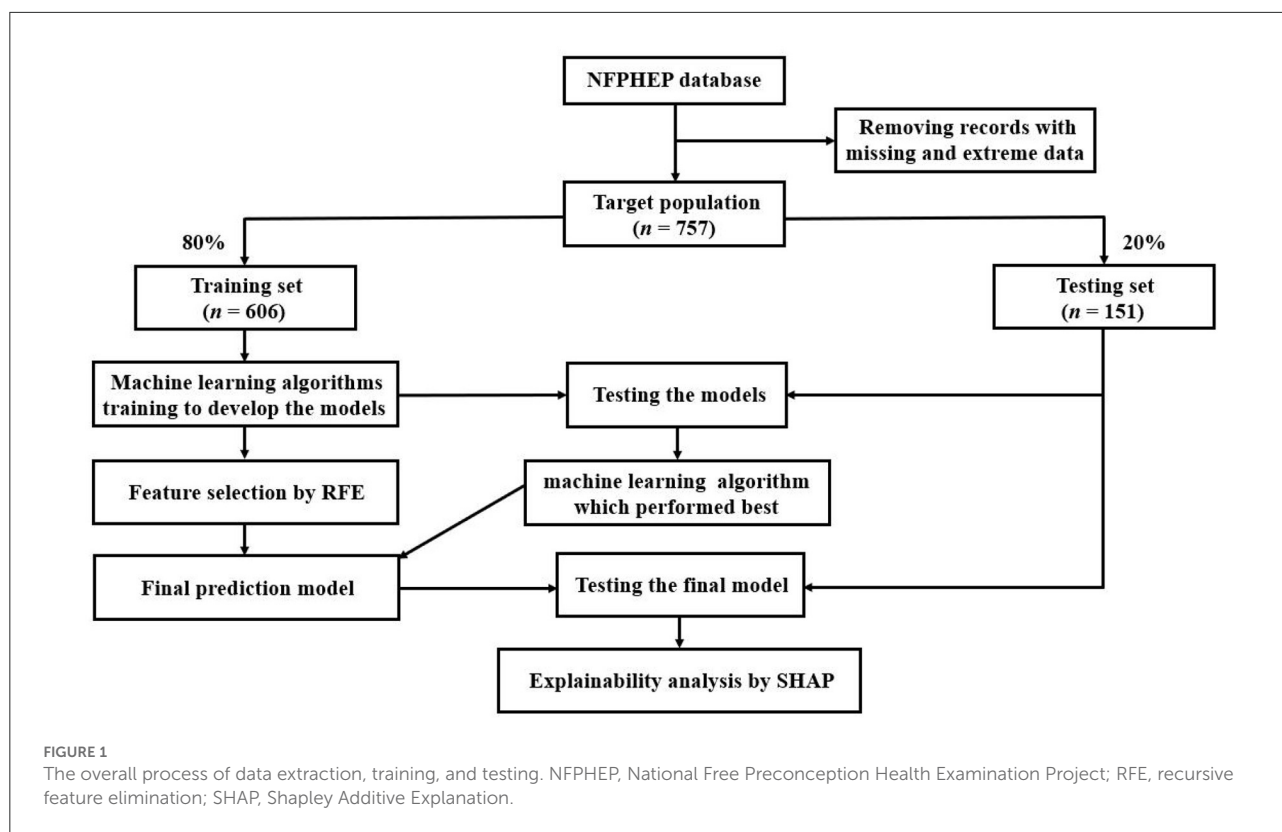 NFPHEP database
Removing records with
missing and extreme data
Target population
(n = 757)
80%
20%
Training set
(n = 606)
Testing set
(n = 151)
Machine learning algorithms
training to develop the models
Testing the models
Feature selection by RFE
machine learning algorithm
which performed best
Final prediction model
Testing the final model
Explainability analysis by SHAP
FIGURE 1
The overall process of data extraction, training, and testing. NFPHEP, National Free Preconception Health Examination Project; RFE, recursive
feature elimination; SHAP, Shapley Additive Explanation.